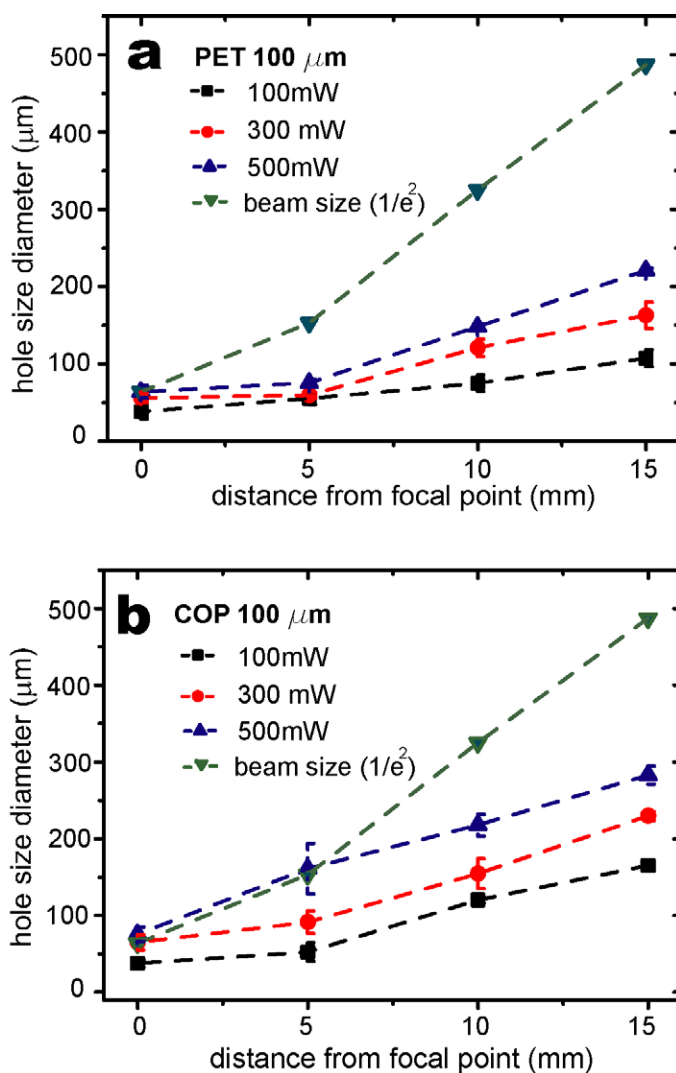 a PET 100 μm
100mW
300 mW
500mW
beam size (1/e²)
hole size diameter (μm)
500
400
300
200
100
0
0 5 10 15
distance from focal point (mm)
b COP 100 μm
100mW
300 mW
500mW
beam size (1/e²)
hole size diameter (μm)
500
400
300
200
100
0
0 5 10 15
distance from focal point (mm)